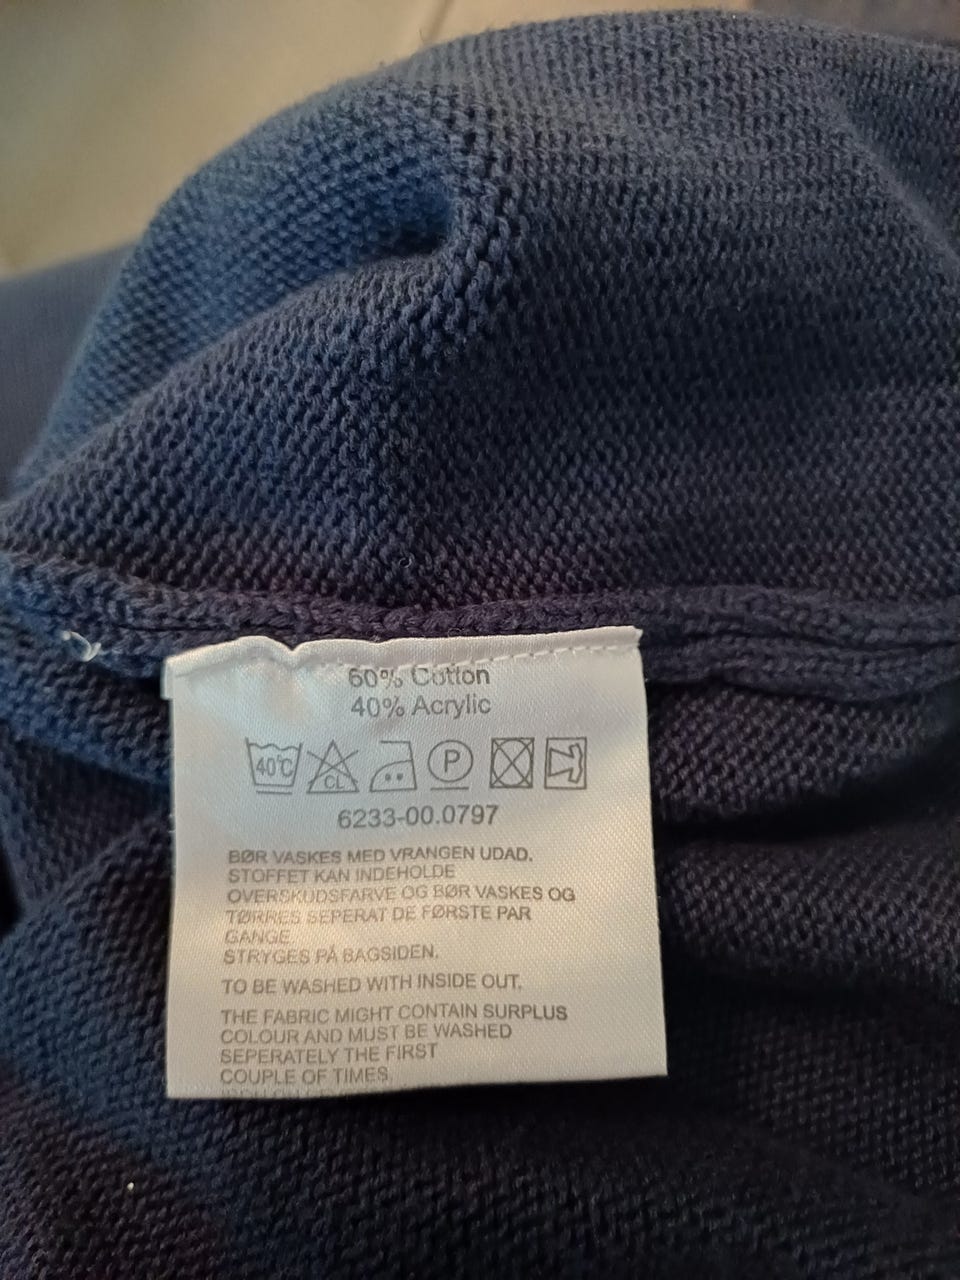 60% Cotton
40% Acrylic
40°C CL P
6233-00.0797
BØR VASKES MED VRANGEN UDAD.
STOFFET KAN INDEHOLDE
OVERSKUDSFARVE OG BØR VASKES OG
TØRRES SEPERAT DE FØRSTE PAR
GANGE
STRYGES PÅ BAGSIDEN.
TO BE WASHED WITH INSIDE OUT.
THE FABRIC MIGHT CONTAIN SURPLUS
COLOUR AND MUST BE WASHED
SEPERATELY THE FIRST
COUPLE OF TIMES.